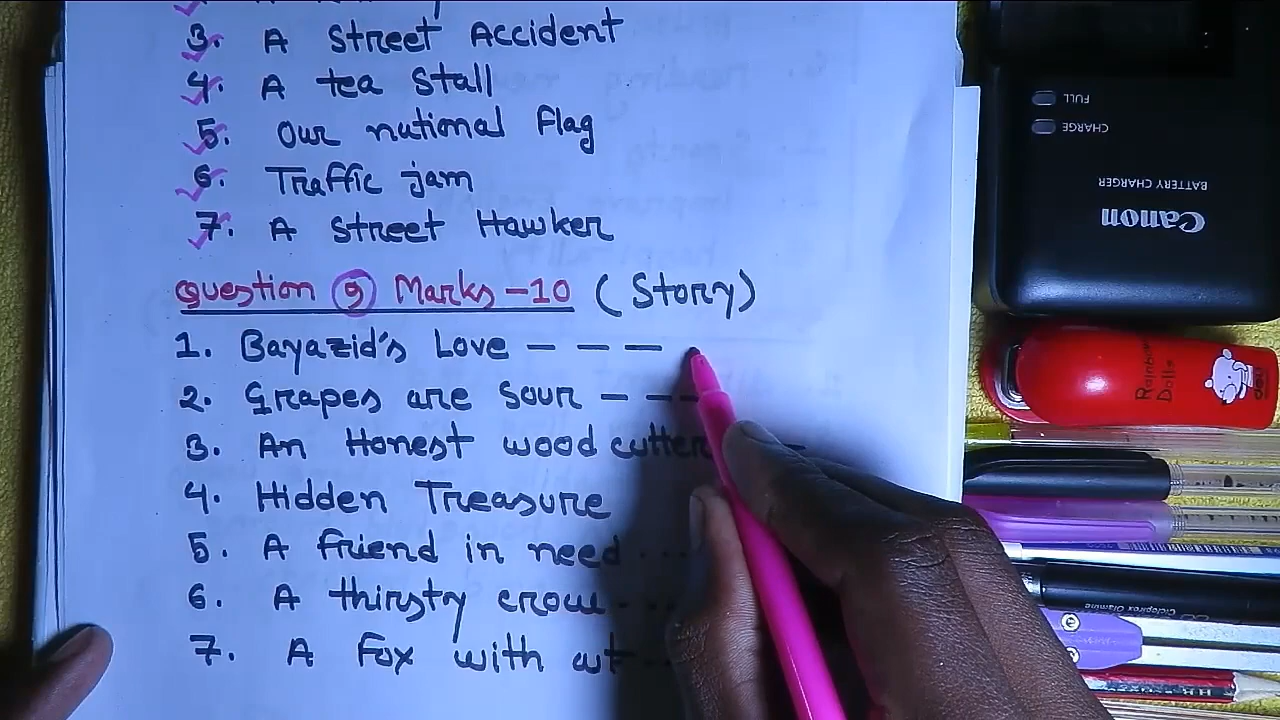 3. A Street Accident
4. A tea Stall
5. Our national Flag
6. Traffic jam
7. A Street Hawker
Question 9 Marks -10 (Story)
1. Bayazid's Love - - -
2. Grapes are sour - - -
3. An Honest wood cutter -
4. Hidden Treasure
5. A friend in need ...
6. A thirsty crow ...
7. A Fox with out ...
FULL
CHARGE
BATTERY CHARGER
Canon
Rainbow
Dolls